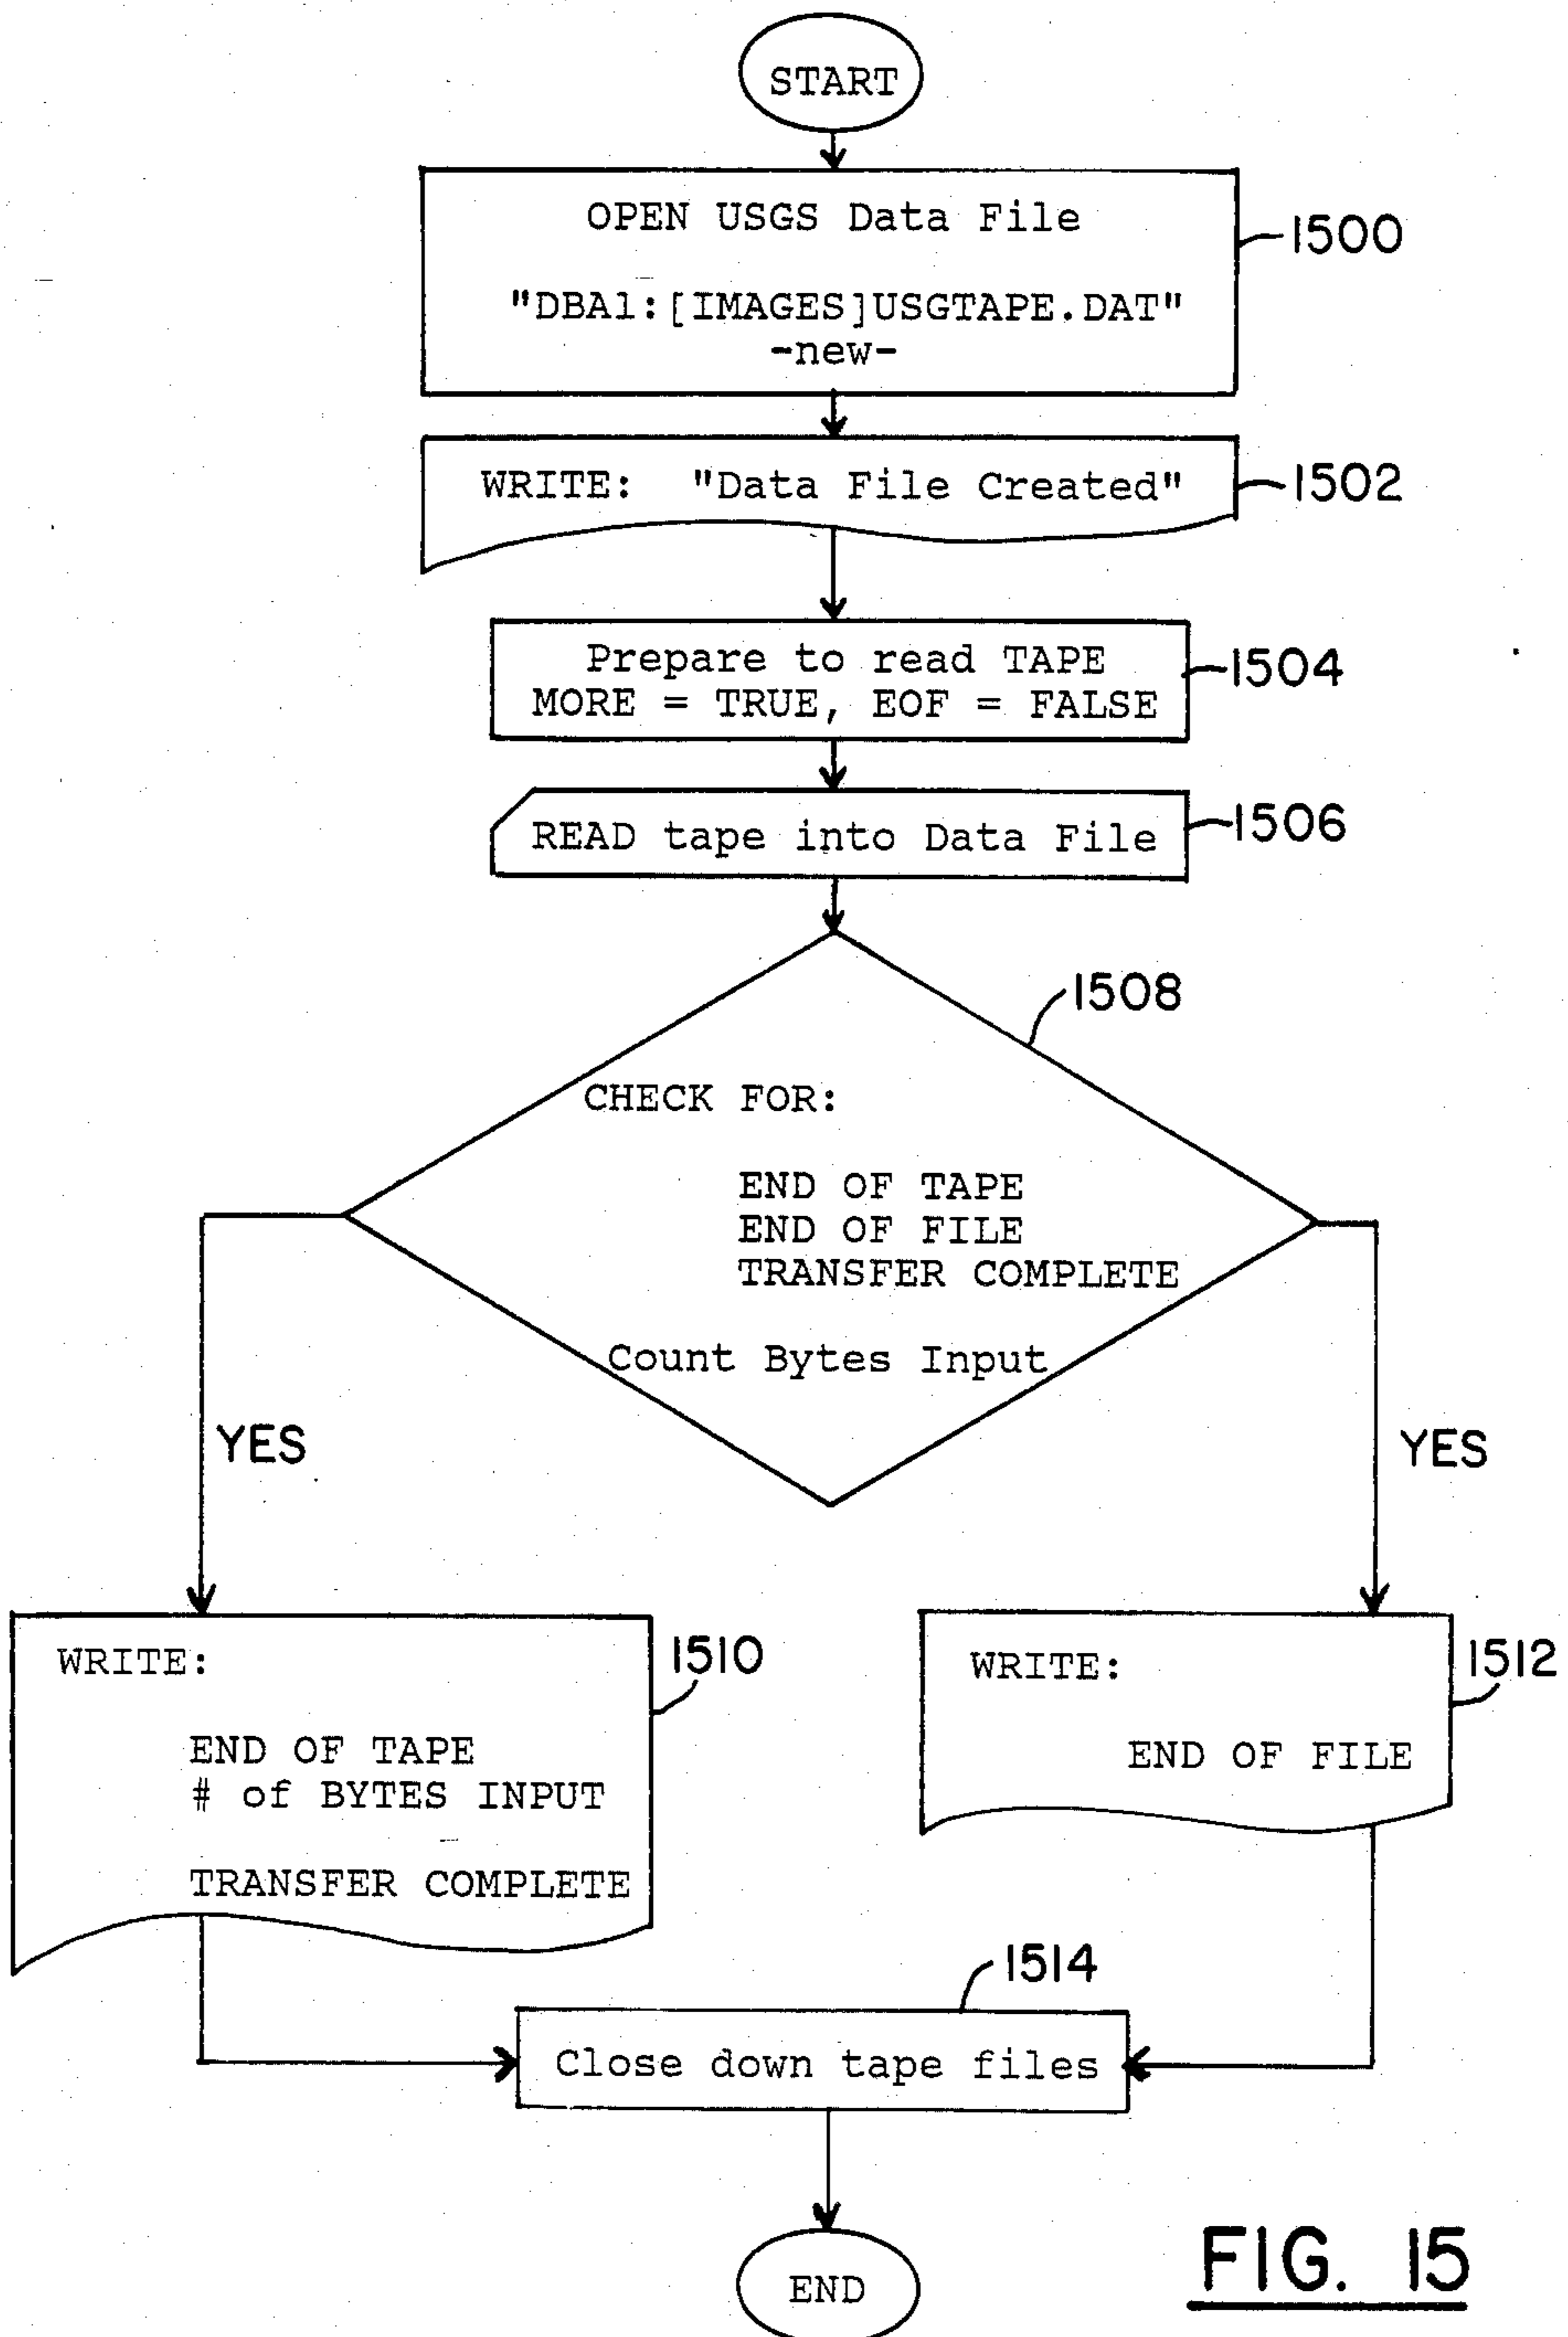 START
OPEN USGS Data File
1500
"DBA1:[IMAGES]USGTAPE.DAT"
-new-
WRITE: "Data File Created"
1502
Prepare to read TAPE
1504
MORE = TRUE, EOF = FALSE
READ tape into Data File
1506
1508
CHECK FOR:
END OF TAPE
END OF FILE
TRANSFER COMPLETE
Count Bytes Input
YES
YES
WRITE:
1510
END OF TAPE
# of BYTES INPUT
TRANSFER COMPLETE
WRITE:
1512
END OF FILE
1514
Close down tape files
END
FIG. 15